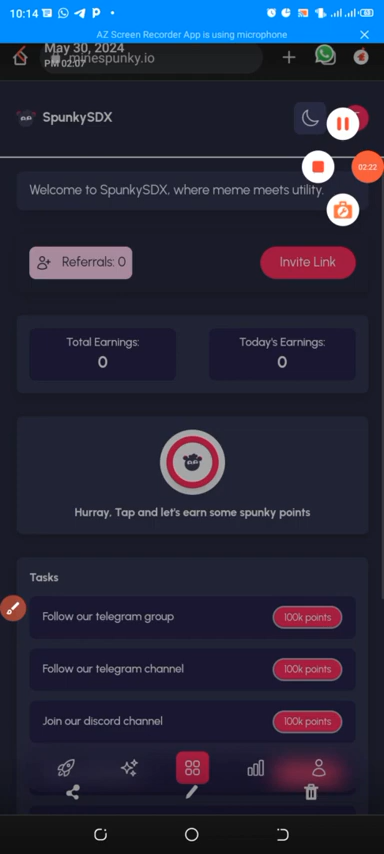 10:14
AZ Screen Recorder App is using microphone
May 30, 2024
PM 02:07
minespunky.io
SpunkySDX
02:22
Welcome to SpunkySDX, where meme meets utility.
Referrals: 0
Invite Link
Total Earnings:
0
Today's Earnings:
0
Hurray, Tap and let's earn some spunky points
Tasks
Follow our telegram group
100k points
Follow our telegram channel
100k points
Join our discord channel
100k points